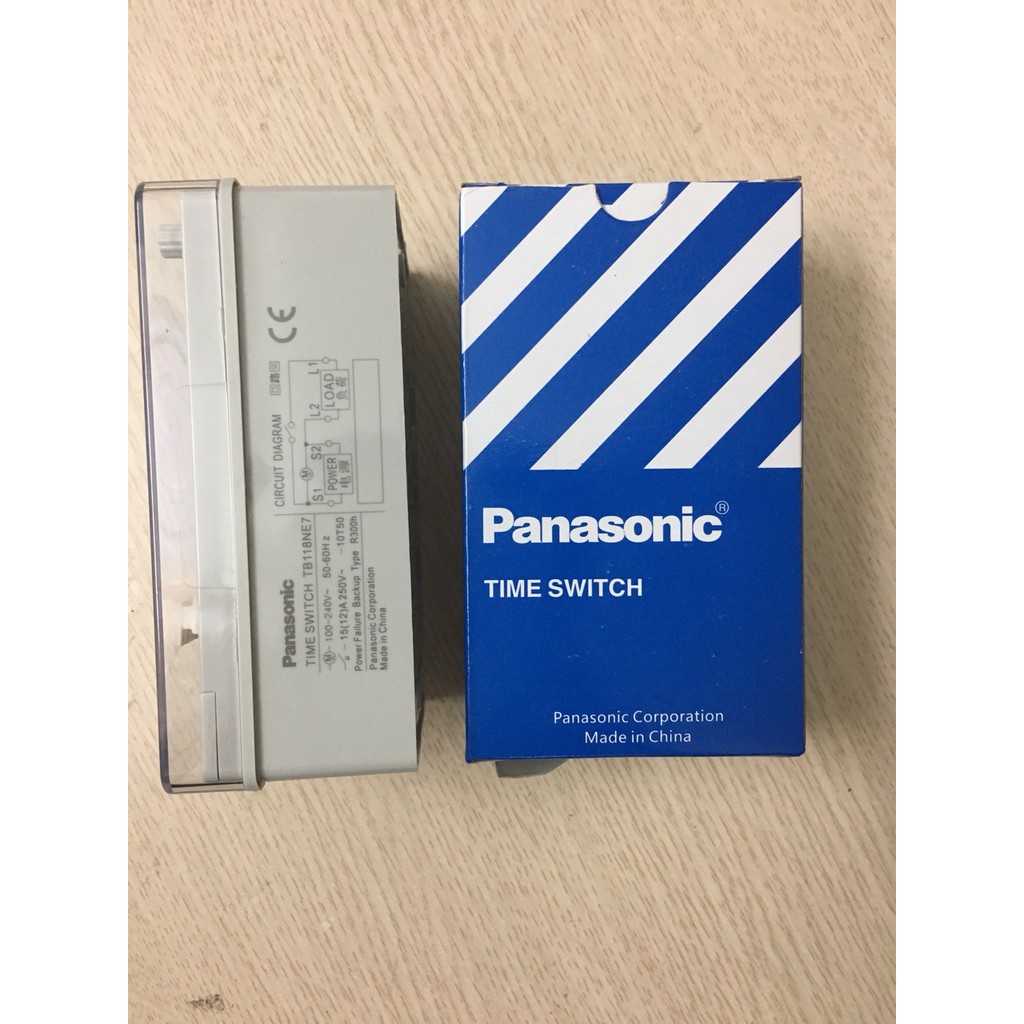 Panasonic
TIME SWITCH TB118NE7
M 100-240V~ 50-60Hz
15(12)A 250V~ ~10T50
Power Failure Backup Type R300h
Panasonic Corporation
Made in China
CIRCUIT DIAGRAM
CE
M
S1 S2 L2 L1
POWER
电源
LOAD
负荷
Panasonic®
TIME SWITCH
Panasonic Corporation
Made in China